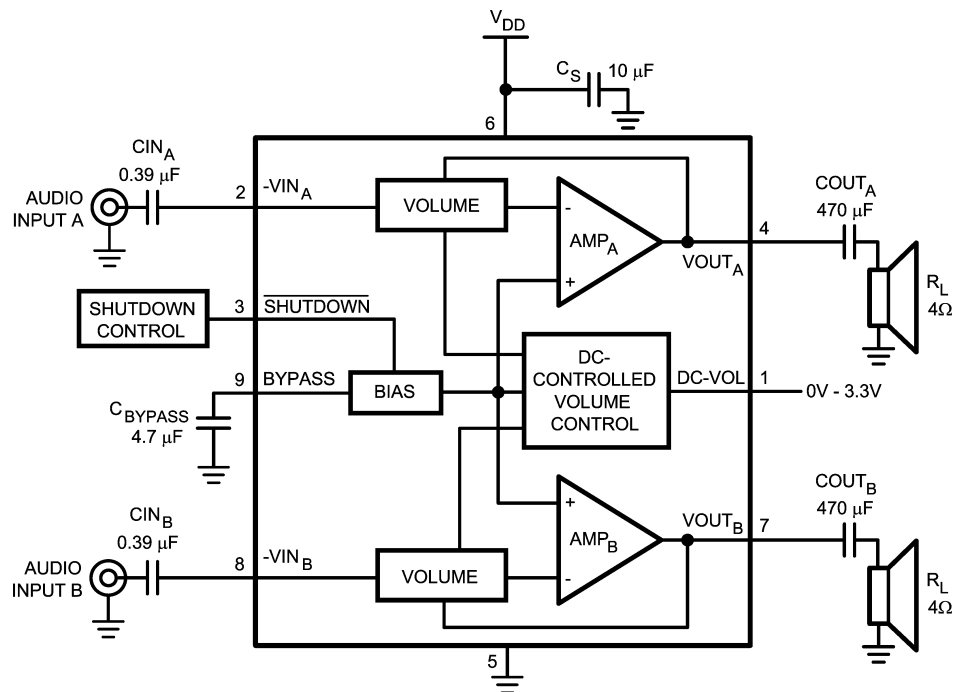 VDD
CS 10 µF
6
CINA
0.39 µF
AUDIO
INPUT A
2 -VINA
VOLUME
-
AMPA
+
VOUTA
4
COUTA
470 µF
RL
4Ω
SHUTDOWN
CONTROL
3 SHUTDOWN
9 BYPASS
BIAS
CBYPASS
4.7 µF
DC-
CONTROLLED
VOLUME
CONTROL
DC-VOL 1
0V - 3.3V
CINB
0.39 µF
AUDIO
INPUT B
8 -VINB
VOLUME
+
AMPB
-
VOUTB 7
COUTB
470 µF
RL
4Ω
5